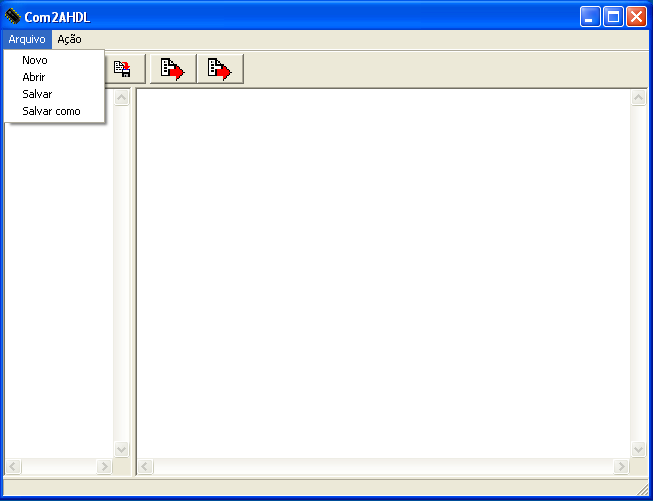 Com2AHDL
Arquivo Ação
Novo
Abrir
Salvar
Salvar como